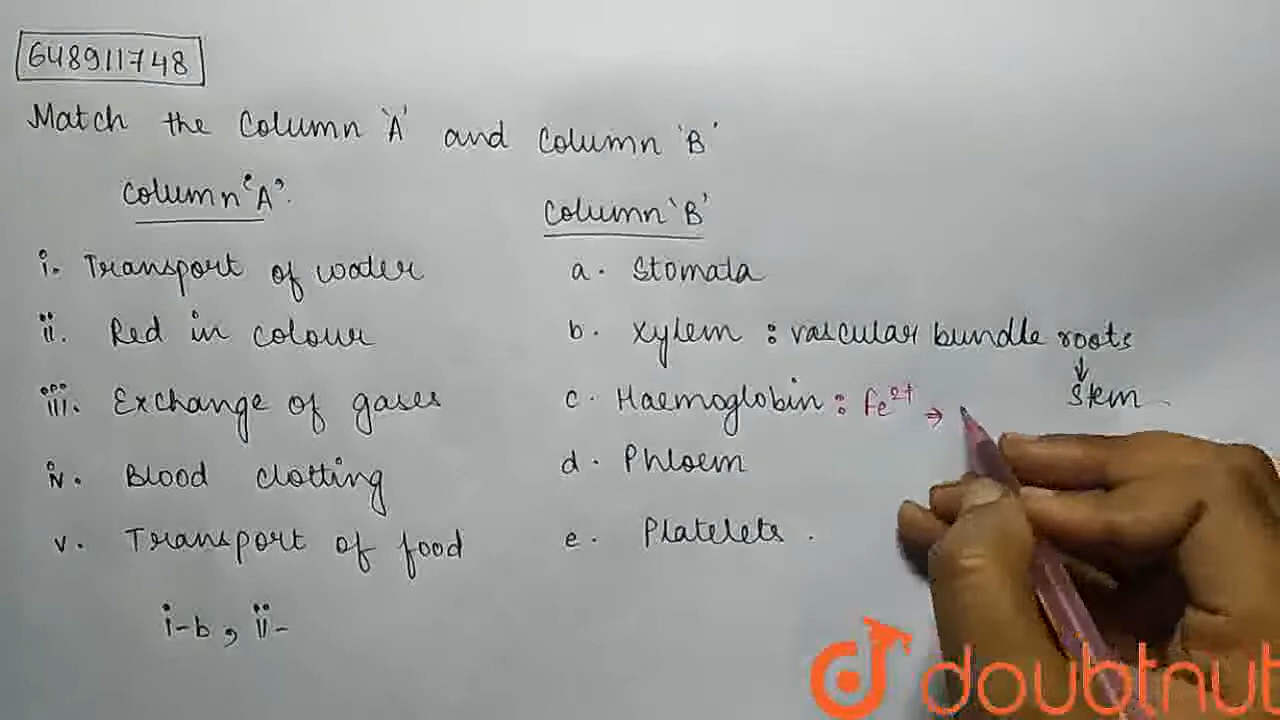 648911748
Match the Column 'A' and Column 'B'
Column 'A'.
Column 'B'
i. Transport of water
a. Stomata
ii. Red in colour
b. Xylem : vascular bundle roots
↓
Stem
iii. Exchange of gases
c. Haemoglobin : Fe2+ →
iv. Blood clotting
d. Phloem
v. Transport of food
e. Platelets.
i-b, ii-
doubtnut